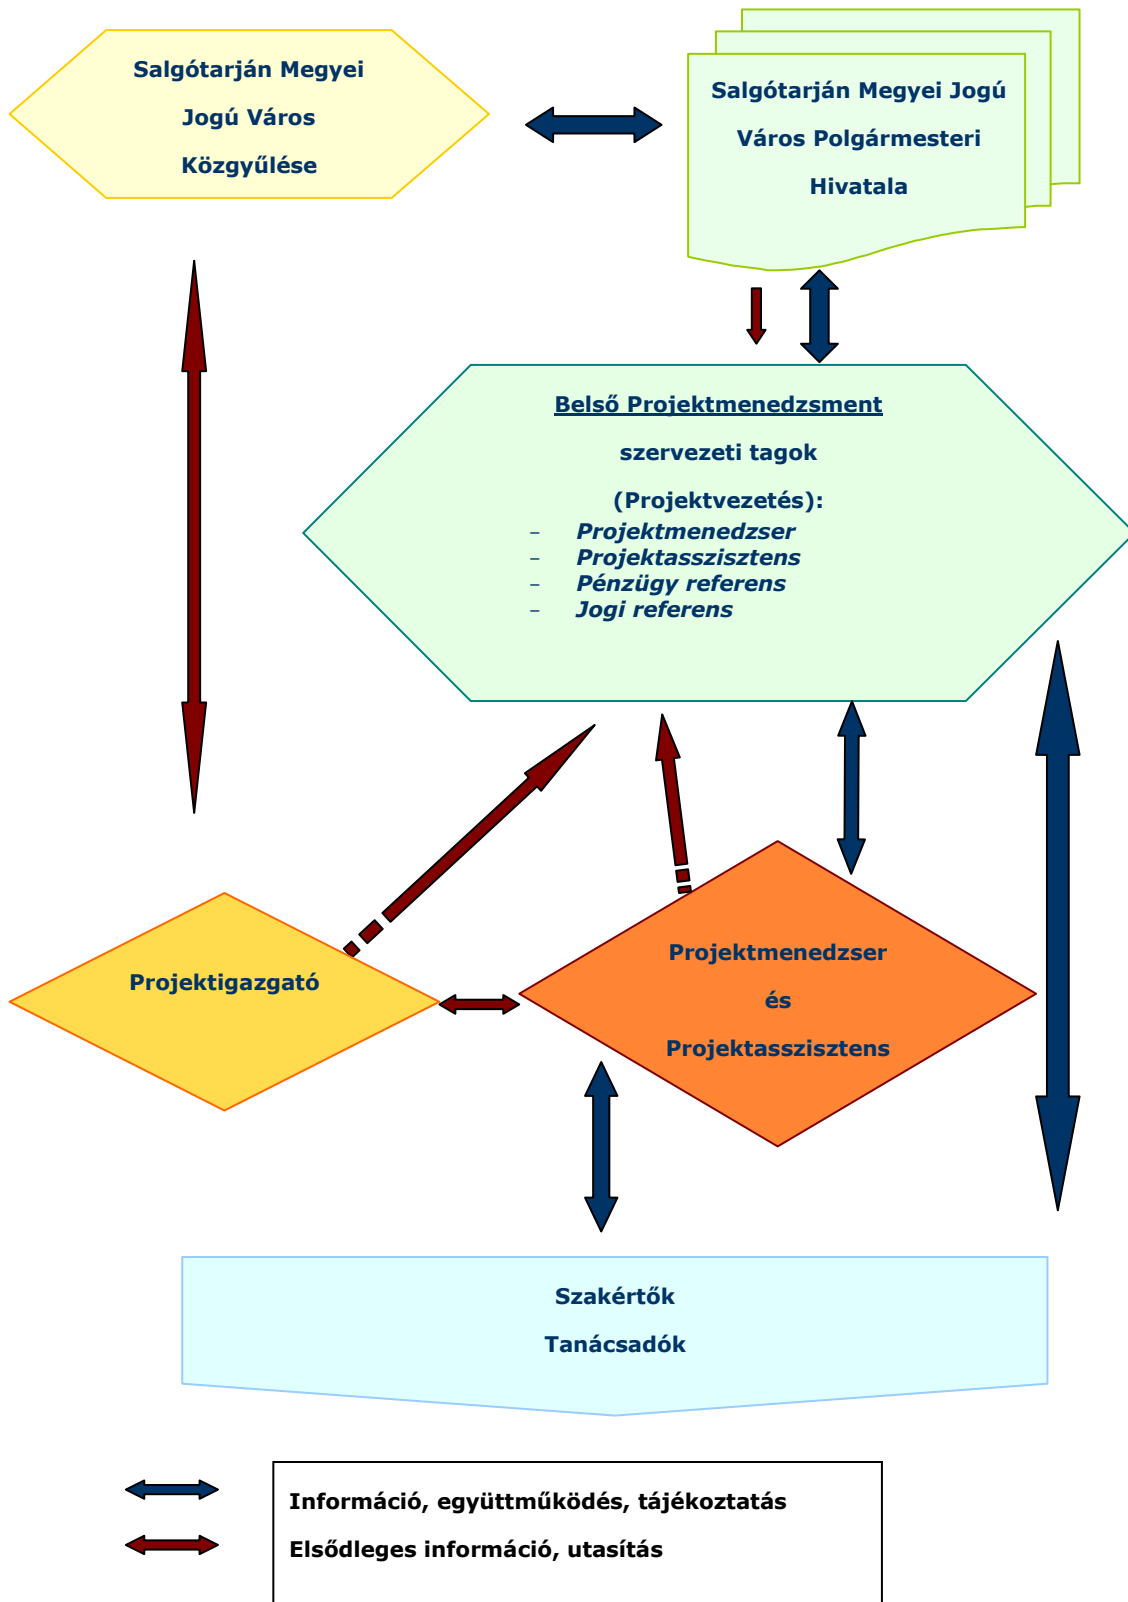 Salgótarján Megyei
Jogú Város
Közgyűlése
Salgótarján Megyei Jogú
Város Polgármesteri
Hivatala
Belső Projektmenedzsment
szervezeti tagok
(Projektvezetés):
- Projektmenedzser
- Projektasszisztens
- Pénzügy referens
- Jogi referens
Projektigazgató
Projektmenedzser
és
Projektasszisztens
Szakértők
Tanácsadók
Információ, együttműködés, tájékoztatás
Elsődleges információ, utasítás